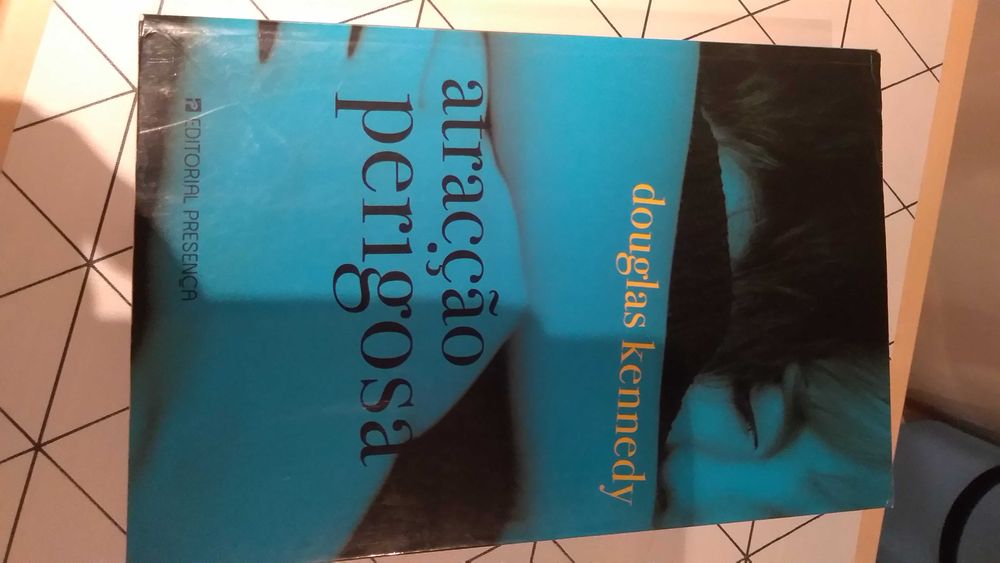 douglas kennedy
atracção
perigosa
EDITORIAL PRESENÇA